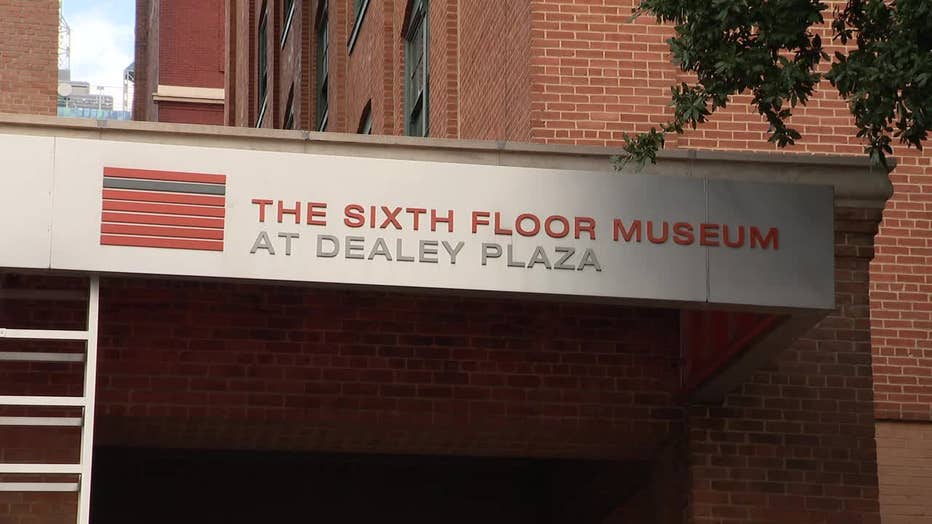 THE SIXTH FLOOR MUSEUM
AT DEALEY PLAZA